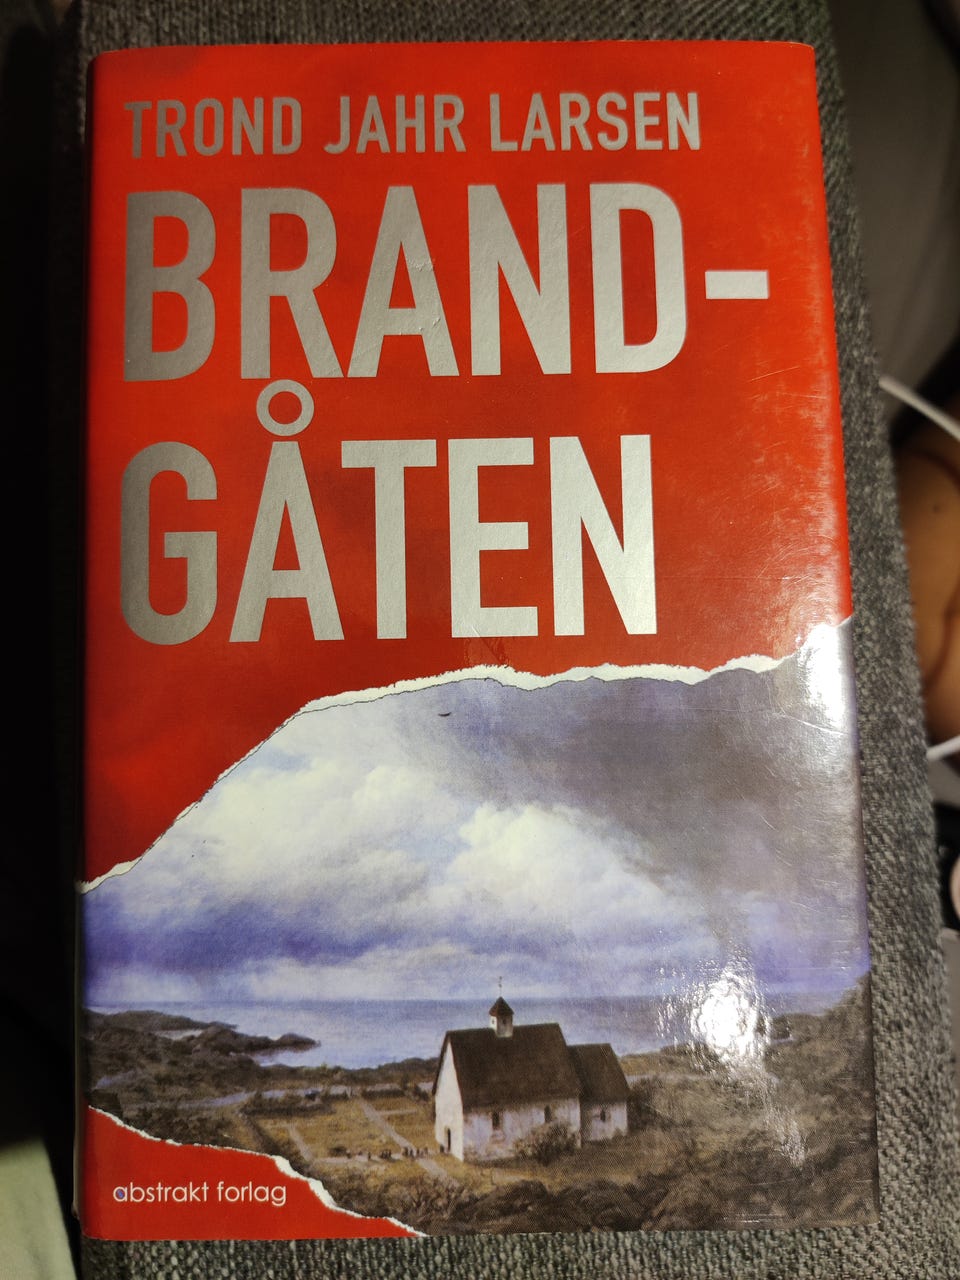 TROND JAHR LARSEN
BRAND-
GÅTEN
abstrakt forlag